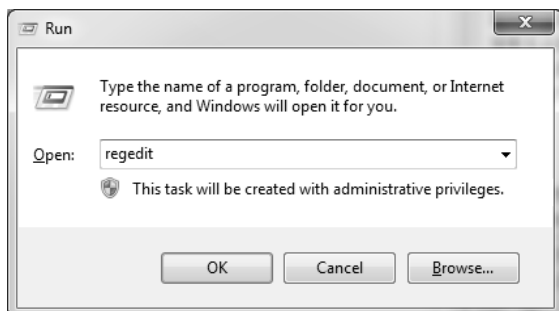 Run
Type the name of a program, folder, document, or Internet
resource, and Windows will open it for you.
Open: regedit
This task will be created with administrative privileges.
OK Cancel Browse...